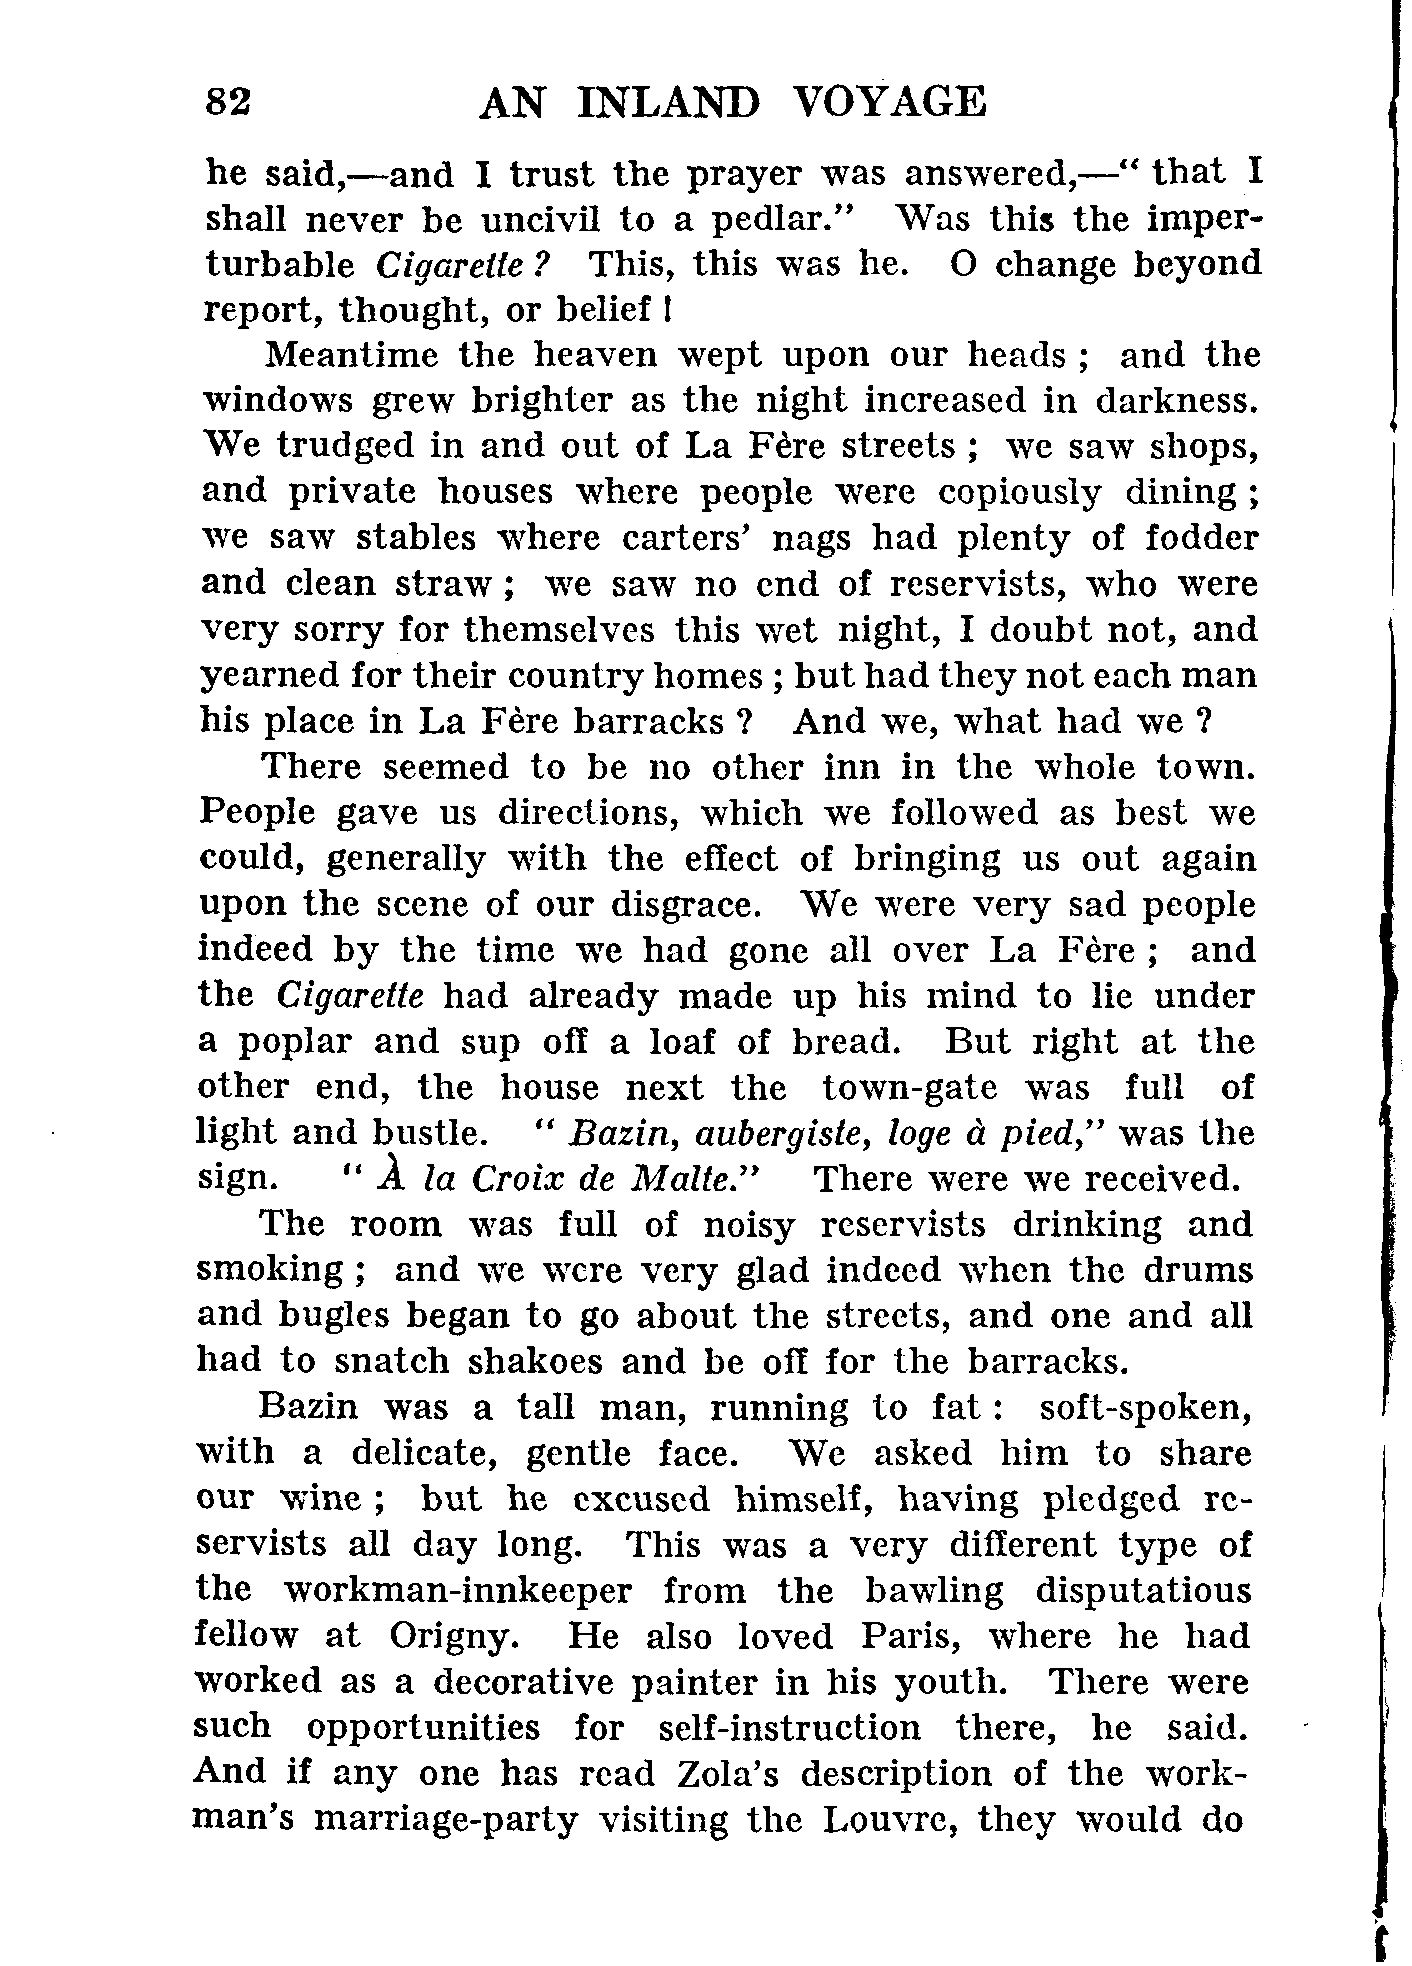 82 AN INLAND VOYAGE
he said,—and I trust the prayer was answered,—“ that I
shall never be uncivil to a pedlar.” Was this the imper-
turbable Cigarette ? This, this was he. O change beyond
report, thought, or belief !
Meantime the heaven wept upon our heads ; and the
windows grew brighter as the night increased in darkness.
We trudged in and out of La Fère streets ; we saw shops,
and private houses where people were copiously dining ;
we saw stables where carters’ nags had plenty of fodder
and clean straw ; we saw no end of reservists, who were
very sorry for themselves this wet night, I doubt not, and
yearned for their country homes ; but had they not each man
his place in La Fère barracks ? And we, what had we ?
There seemed to be no other inn in the whole town.
People gave us directions, which we followed as best we
could, generally with the effect of bringing us out again
upon the scene of our disgrace. We were very sad people
indeed by the time we had gone all over La Fère ; and
the Cigarette had already made up his mind to lie under
a poplar and sup off a loaf of bread. But right at the
other end, the house next the town-gate was full of
light and bustle. “ Bazin, aubergiste, loge à pied,” was the
sign. “ À la Croix de Malte.” There were we received.
The room was full of noisy reservists drinking and
smoking ; and we were very glad indeed when the drums
and bugles began to go about the streets, and one and all
had to snatch shakoes and be off for the barracks.
Bazin was a tall man, running to fat : soft-spoken,
with a delicate, gentle face. We asked him to share
our wine ; but he excused himself, having pledged re-
servists all day long. This was a very different type of
the workman-innkeeper from the bawling disputatious
fellow at Origny. He also loved Paris, where he had
worked as a decorative painter in his youth. There were
such opportunities for self-instruction there, he said.
And if any one has read Zola’s description of the work-
man’s marriage-party visiting the Louvre, they would do